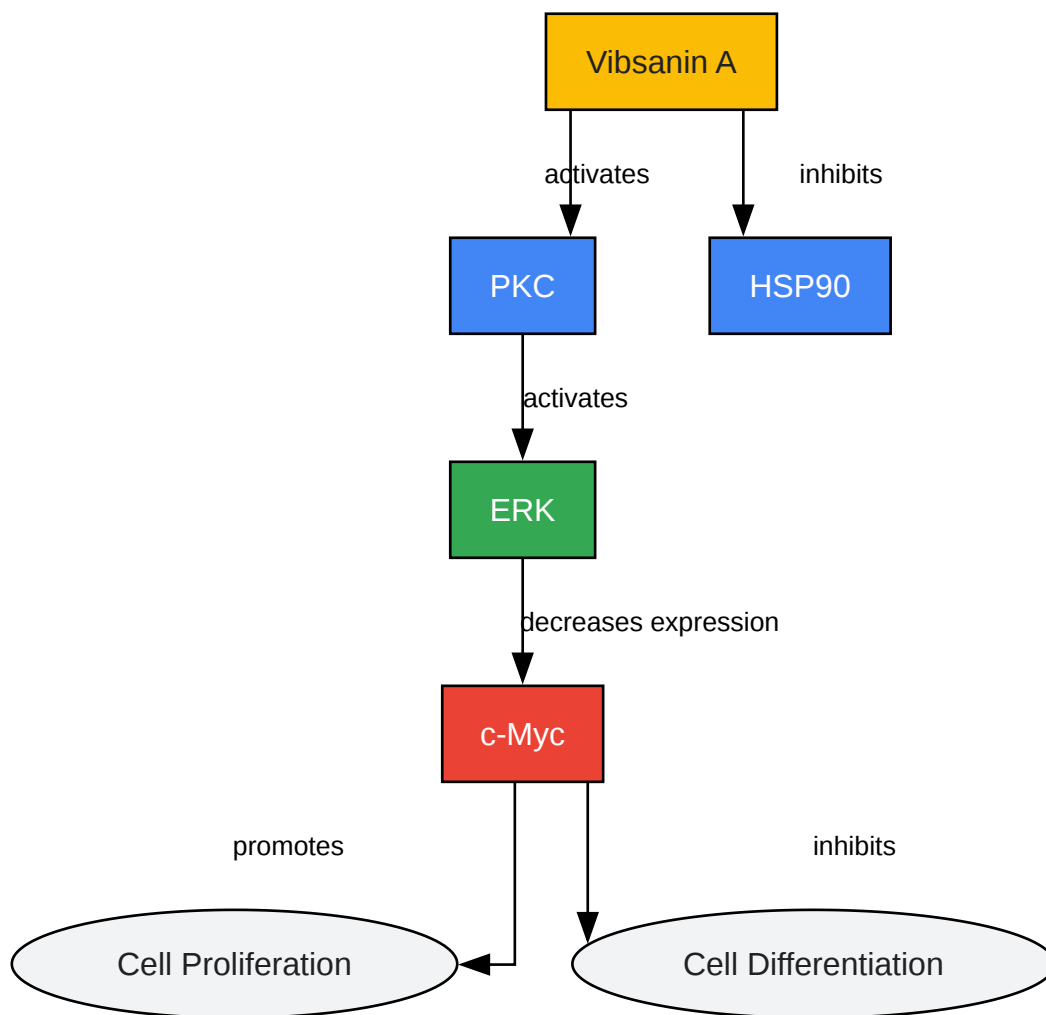 Vibsanin A
activates
inhibits
PKC
HSP90
activates
ERK
decreases expression
c-Myc
promotes
inhibits
Cell Proliferation
Cell Differentiation